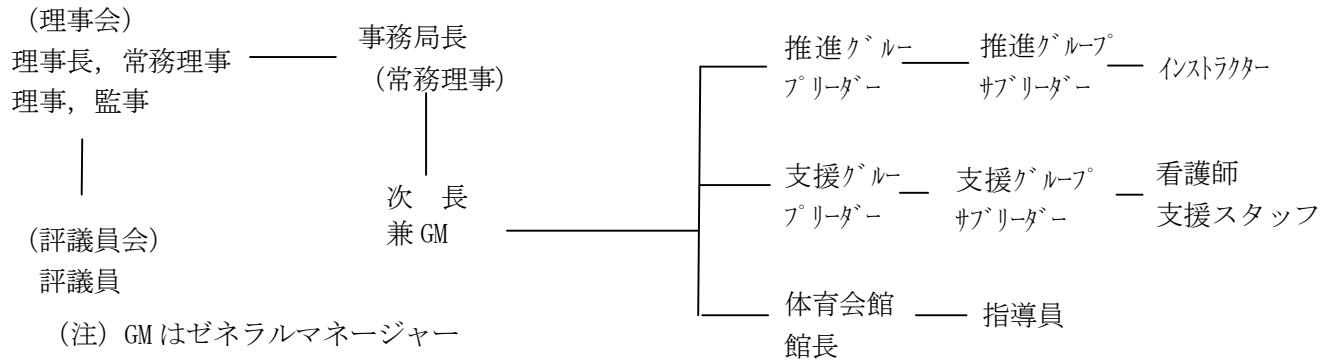 (理事会)
理事長，常務理事
理事，監事
事務局長
(常務理事)
次　長
兼 GM
(評議員会)
評議員
(注) GM はゼネラルマネージャー
推進ｸﾞﾙｰ
ﾌﾟﾘｰﾀﾞｰ
推進ｸﾞﾙｰﾌﾟ
ｻﾌﾞﾘｰﾀﾞｰ
ｲﾝｽﾄﾗｸﾀｰ
支援ｸﾞﾙｰ
ﾌﾟﾘｰﾀﾞｰ
支援ｸﾞﾙｰﾌﾟ
ｻﾌﾞﾘｰﾀﾞｰ
看護師
支援スタッフ
体育会館
館長
指導員